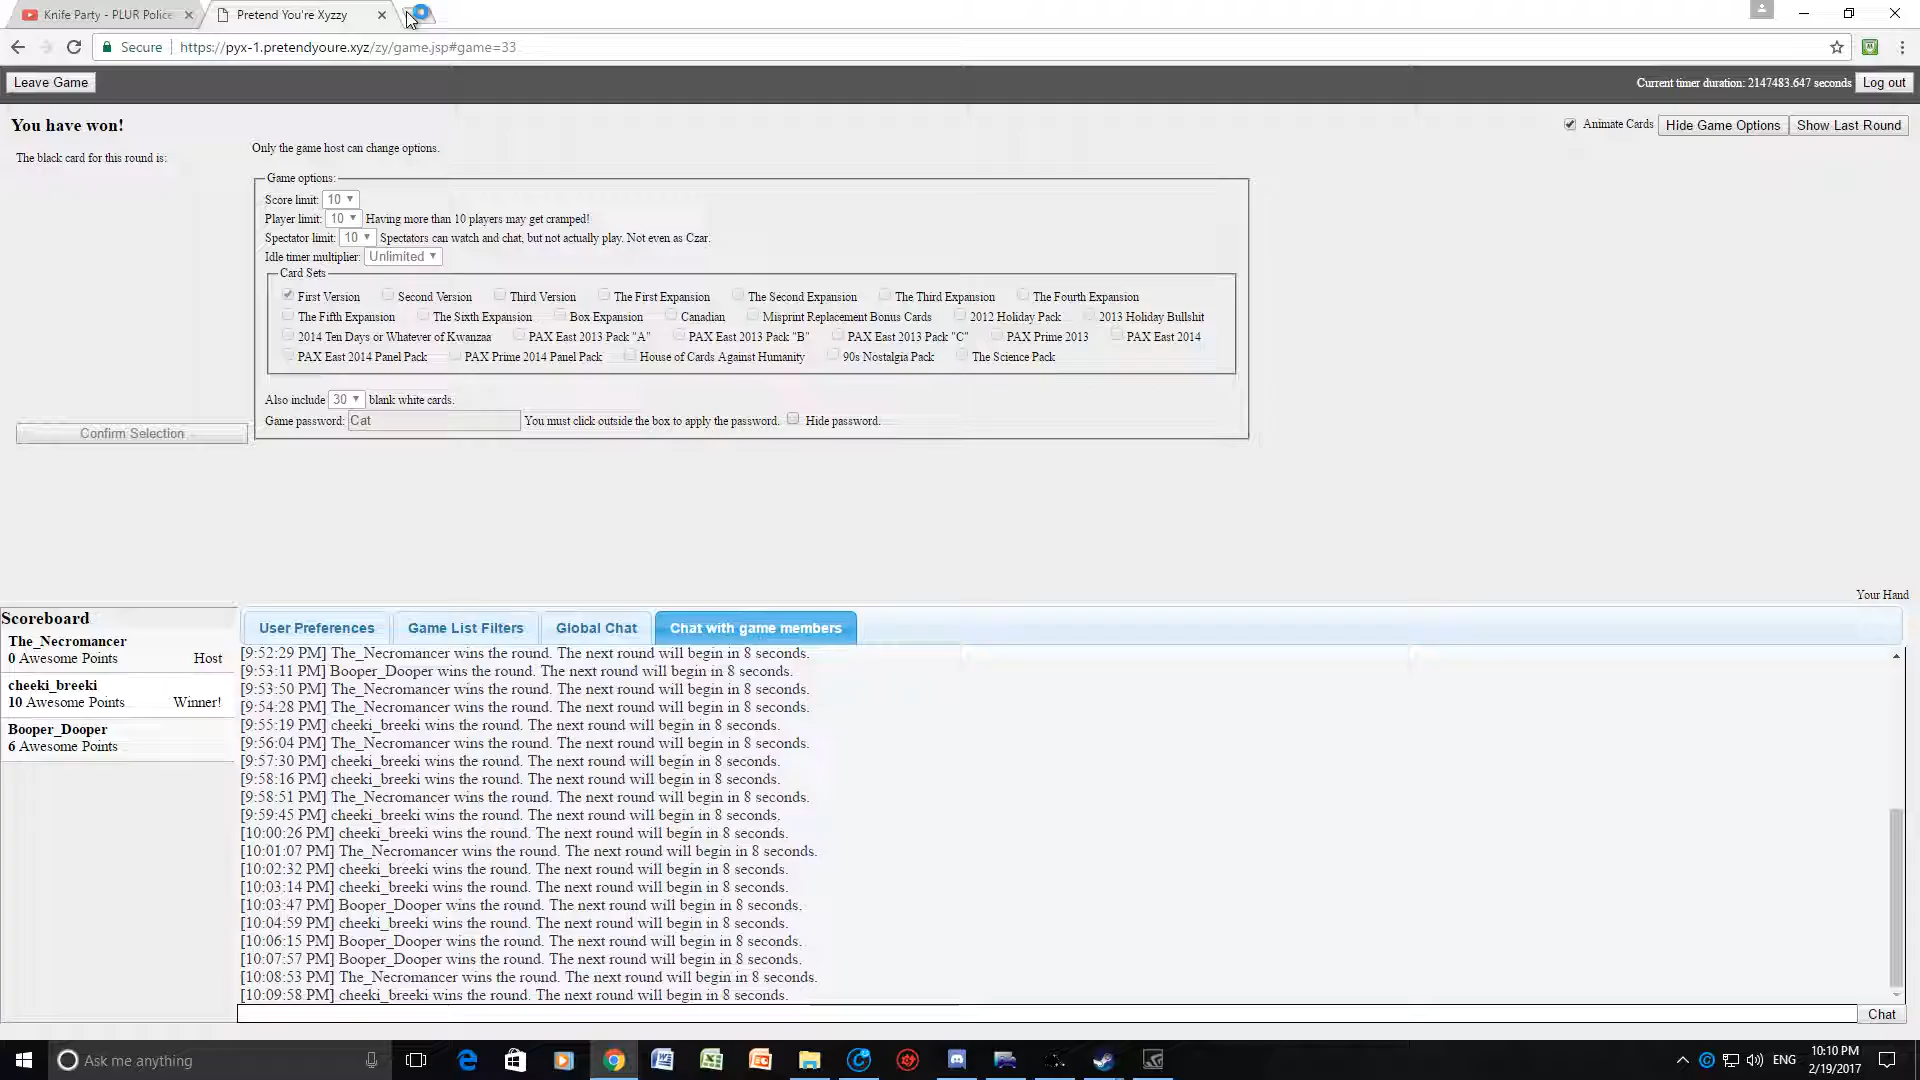 Knife Party - PLUR Police
Pretend You're Xyzzy
Secure
https://pyx-1.pretendyoure.xyz/zy/game.jsp#game=33
Leave Game
Current timer duration: 2147483.647 seconds
Log out
You have won!
Animate Cards
Hide Game Options
Show Last Round
The black card for this round is:
Only the game host can change options.
Game options:
Score limit: 10
Player limit: 10 Having more than 10 players may get cramped!
Spectator limit: 10 Spectators can watch and chat, but not actually play. Not even as Czar.
Idle timer multiplier: Unlimited
Card Sets
First Version Second Version Third Version The First Expansion The Second Expansion The Third Expansion The Fourth Expansion
The Fifth Expansion The Sixth Expansion Box Expansion Canadian Misprint Replacement Bonus Cards 2012 Holiday Pack 2013 Holiday Bullshit
2014 Ten Days or Whatever of Kwanzaa PAX East 2013 Pack "A" PAX East 2013 Pack "B" PAX East 2013 Pack "C" PAX Prime 2013 PAX East 2014
PAX East 2014 Panel Pack PAX Prime 2014 Panel Pack House of Cards Against Humanity 90s Nostalgia Pack The Science Pack
Also include 30 blank white cards.
Game password: Cat You must click outside the box to apply the password. Hide password.
Confirm Selection
Your Hand
Scoreboard
The_Necromancer
0 Awesome Points Host
cheeki_breeki
10 Awesome Points Winner!
Booper_Dooper
6 Awesome Points
User Preferences
Game List Filters
Global Chat
Chat with game members
[9:52:29 PM] The_Necromancer wins the round. The next round will begin in 8 seconds.
[9:53:11 PM] Booper_Dooper wins the round. The next round will begin in 8 seconds.
[9:53:50 PM] The_Necromancer wins the round. The next round will begin in 8 seconds.
[9:54:28 PM] The_Necromancer wins the round. The next round will begin in 8 seconds.
[9:55:19 PM] cheeki_breeki wins the round. The next round will begin in 8 seconds.
[9:56:04 PM] The_Necromancer wins the round. The next round will begin in 8 seconds.
[9:57:30 PM] cheeki_breeki wins the round. The next round will begin in 8 seconds.
[9:58:16 PM] cheeki_breeki wins the round. The next round will begin in 8 seconds.
[9:58:51 PM] The_Necromancer wins the round. The next round will begin in 8 seconds.
[9:59:45 PM] cheeki_breeki wins the round. The next round will begin in 8 seconds.
[10:00:26 PM] cheeki_breeki wins the round. The next round will begin in 8 seconds.
[10:01:07 PM] The_Necromancer wins the round. The next round will begin in 8 seconds.
[10:02:32 PM] cheeki_breeki wins the round. The next round will begin in 8 seconds.
[10:03:14 PM] cheeki_breeki wins the round. The next round will begin in 8 seconds.
[10:03:47 PM] Booper_Dooper wins the round. The next round will begin in 8 seconds.
[10:04:59 PM] cheeki_breeki wins the round. The next round will begin in 8 seconds.
[10:06:15 PM] Booper_Dooper wins the round. The next round will begin in 8 seconds.
[10:07:57 PM] Booper_Dooper wins the round. The next round will begin in 8 seconds.
[10:08:53 PM] The_Necromancer wins the round. The next round will begin in 8 seconds.
[10:09:58 PM] cheeki_breeki wins the round. The next round will begin in 8 seconds.
Chat
Ask me anything
ENG
10:10 PM
2/19/2017